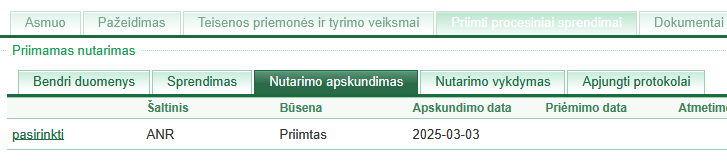 Asmuo Pažeidimas Teisenos priemonės ir tyrimo veiksmai Priimti procesiniai sprendimai Dokumentai
Priimamas nutarimas
Bendri duomenys Sprendimas Nutarimo apskundimas Nutarimo vykdymas Apjungti protokolai
Šaltinis Būsena Apskundimo data Priėmimo data Atmetimo
pasirinkti ANR Priimtas 2025-03-03